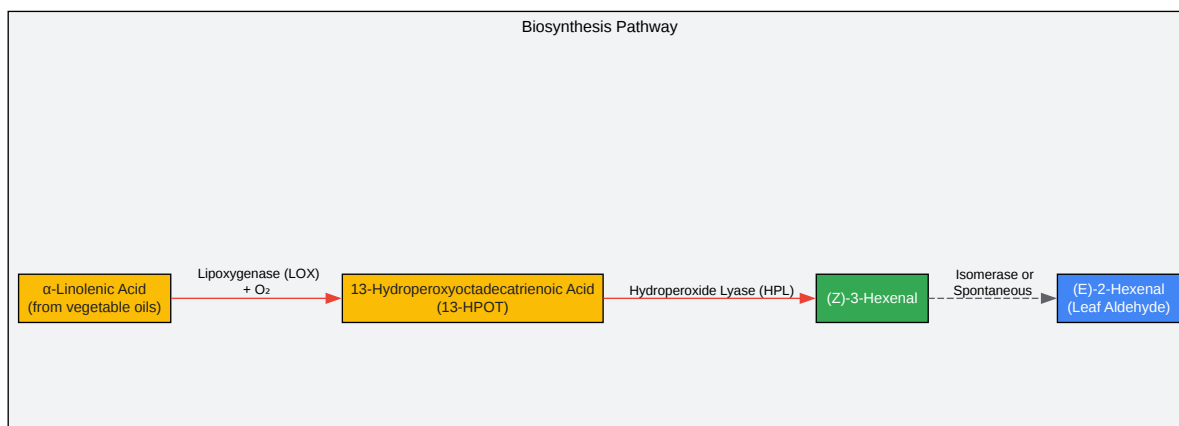 Biosynthesis Pathway
α-Linolenic Acid
(from vegetable oils)
Lipoxygenase (LOX)
+ O₂
13-Hydroperoxyoctadecatrienoic Acid
(13-HPOT)
Hydroperoxide Lyase (HPL)
(Z)-3-Hexenal
Isomerase or
Spontaneous
(E)-2-Hexenal
(Leaf Aldehyde)